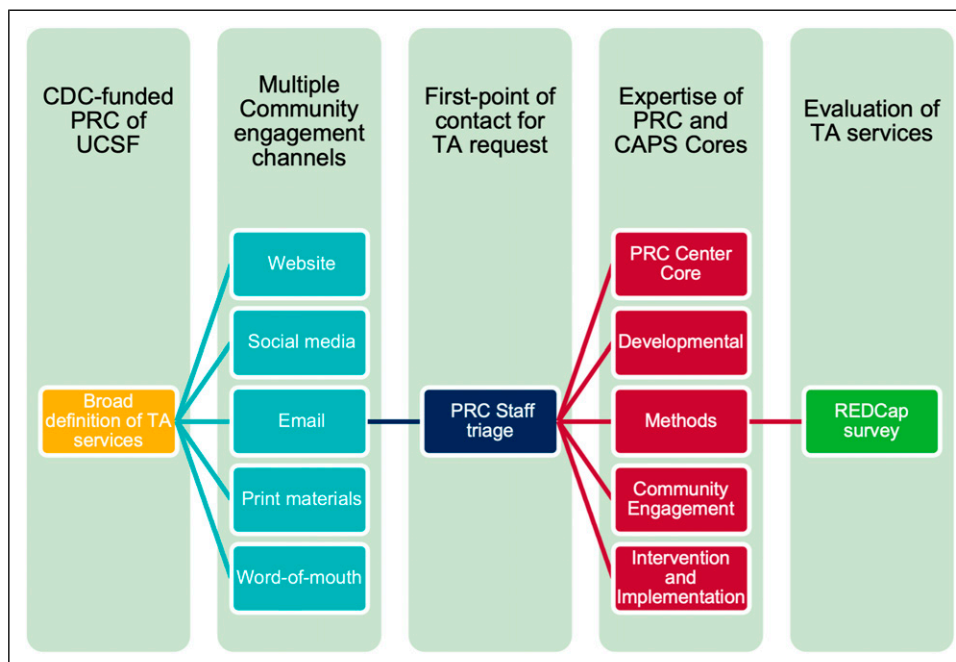 CDC-funded
PRC of
UCSF
Multiple
Community
engagement
channels
First-point of
contact for
TA request
Expertise of
PRC and
CAPS Cores
Evaluation of
TA services
Broad
definition of TA
services
Website
Social media
Email
Print materials
Word-of-mouth
PRC Staff
triage
PRC Center
Core
Developmental
Methods
Community
Engagement
Intervention
and
Implementation
REDCap
survey